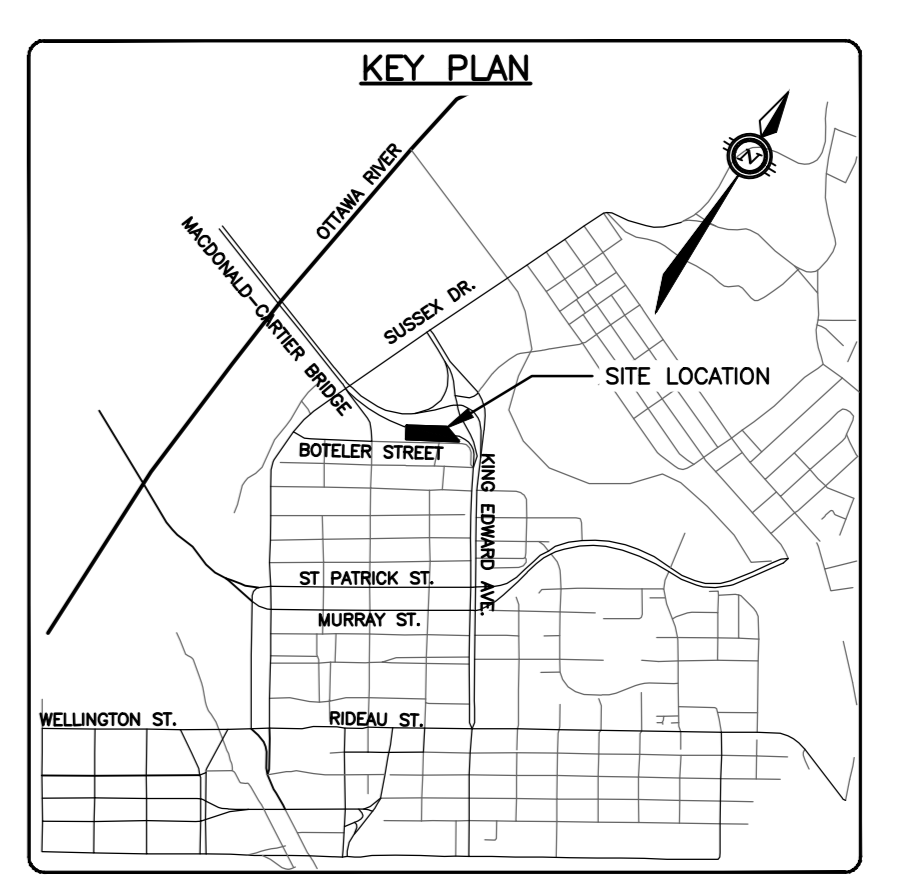 KEY PLAN
N
OTTAWA RIVER
MACDONALD-CARTIER BRIDGE
SUSSEX DR.
SITE LOCATION
BOTELER STREET
KING EDWARD AVE.
ST PATRICK ST.
MURRAY ST.
WELLINGTON ST.
RIDEAU ST.